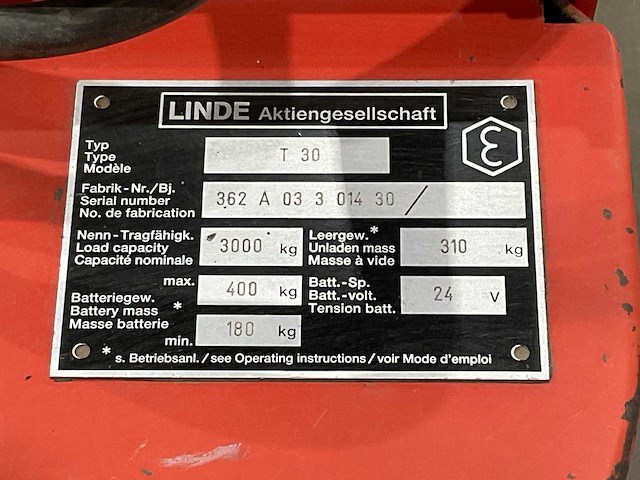 LINDE Aktiengesellschaft
Typ
Type
Modèle
T 30
Fabrik-Nr./Bj.
Serial number
No. de fabrication
362 A 03 3 014 30 /
Nenn-Tragfähigk.
Load capacity
Capacité nominale
3000 kg
Leergew.*
Unladen mass
Masse à vide
310 kg
Batteriegew.
Battery mass *
Masse batterie
max. 400 kg
min. 180 kg
Batt.-Sp.
Batt.-volt.
Tension batt.
24 V
* s. Betriebsanl./see Operating instructions/voir Mode d'emploi